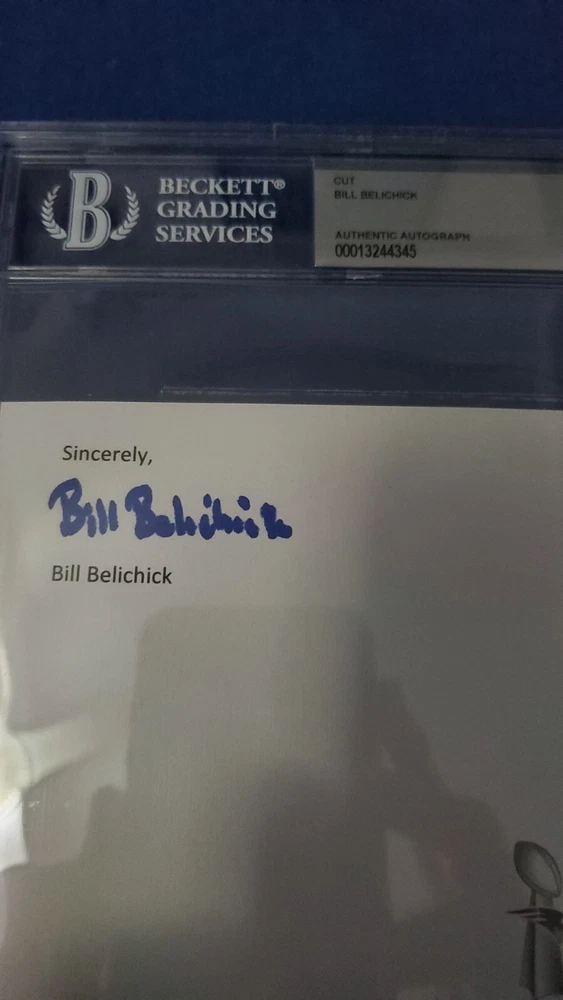 B
BECKETT®
GRADING
SERVICES
CUT
BILL BELICHICK
AUTHENTIC AUTOGRAPH
00013244345
Sincerely,
Bill Belichick
Bill Belichick